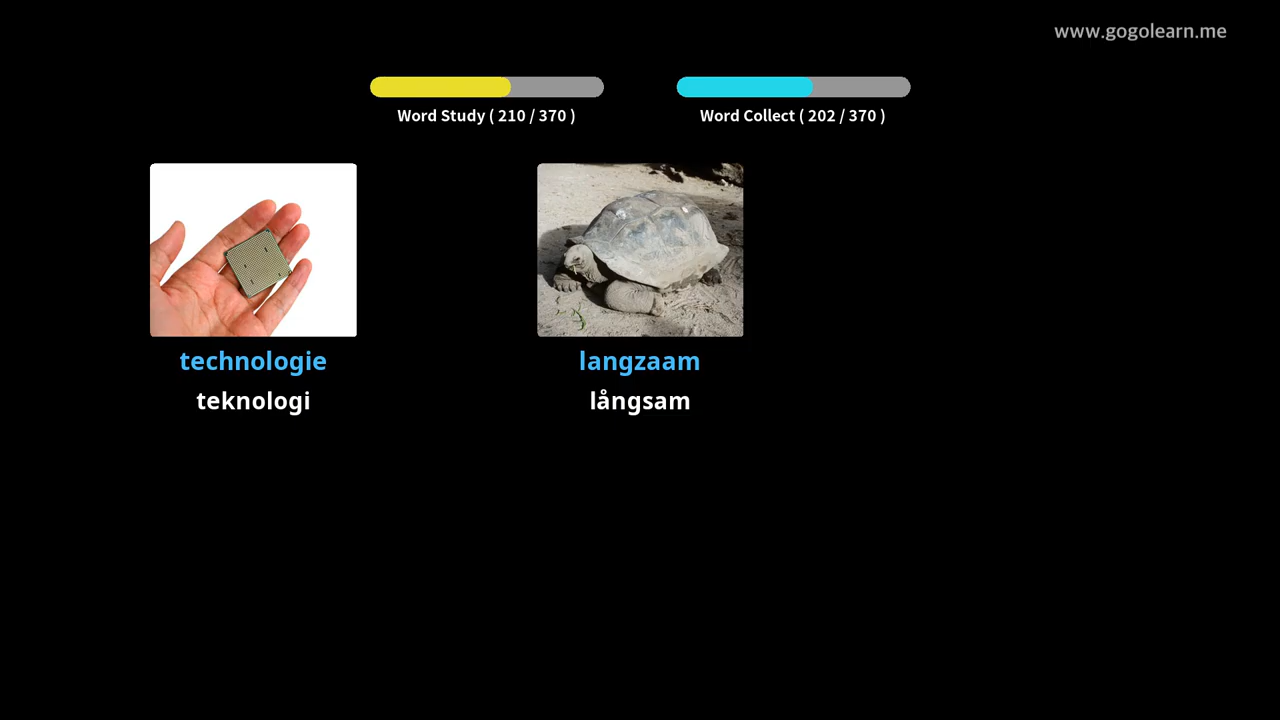 www.gogolearn.me
Word Study ( 210 / 370 )
Word Collect ( 202 / 370 )
technologie
teknologi
langzaam
långsam